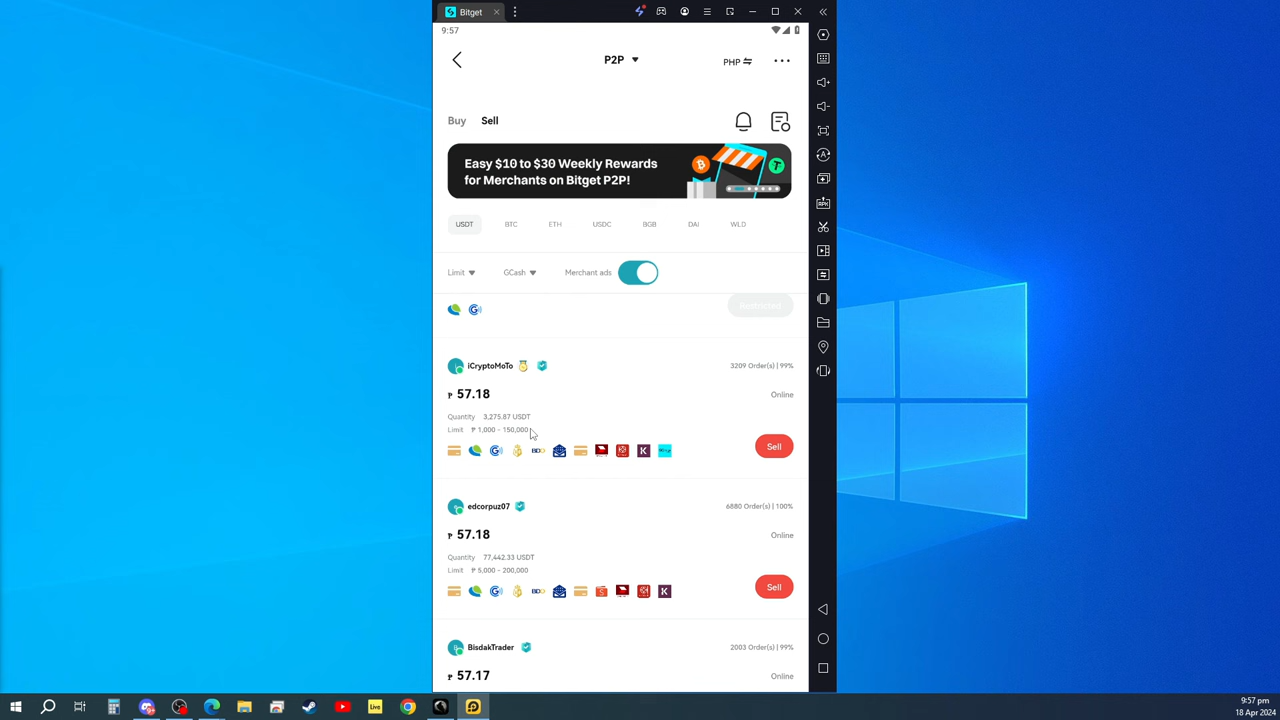 Bitget
9:57
P2P
PHP
Buy Sell
Easy $10 to $30 Weekly Rewards
for Merchants on Bitget P2P!
USDT BTC ETH USDC BGB DAI WLD
Limit GCash Merchant ads
Restricted
iCryptoMoTo 3209 Order(s) | 99%
₱ 57.18 Online
Quantity 3,275.87 USDT
Limit ₱ 1,000 - 150,000
BDO
Sell
edcorpuz07 6880 Order(s) | 100%
₱ 57.18 Online
Quantity 77,442.33 USDT
Limit ₱ 5,000 - 200,000
BDO
Sell
BisdakTrader 2003 Order(s) | 99%
₱ 57.17 Online
Live
9:57 pm
18 Apr 2024